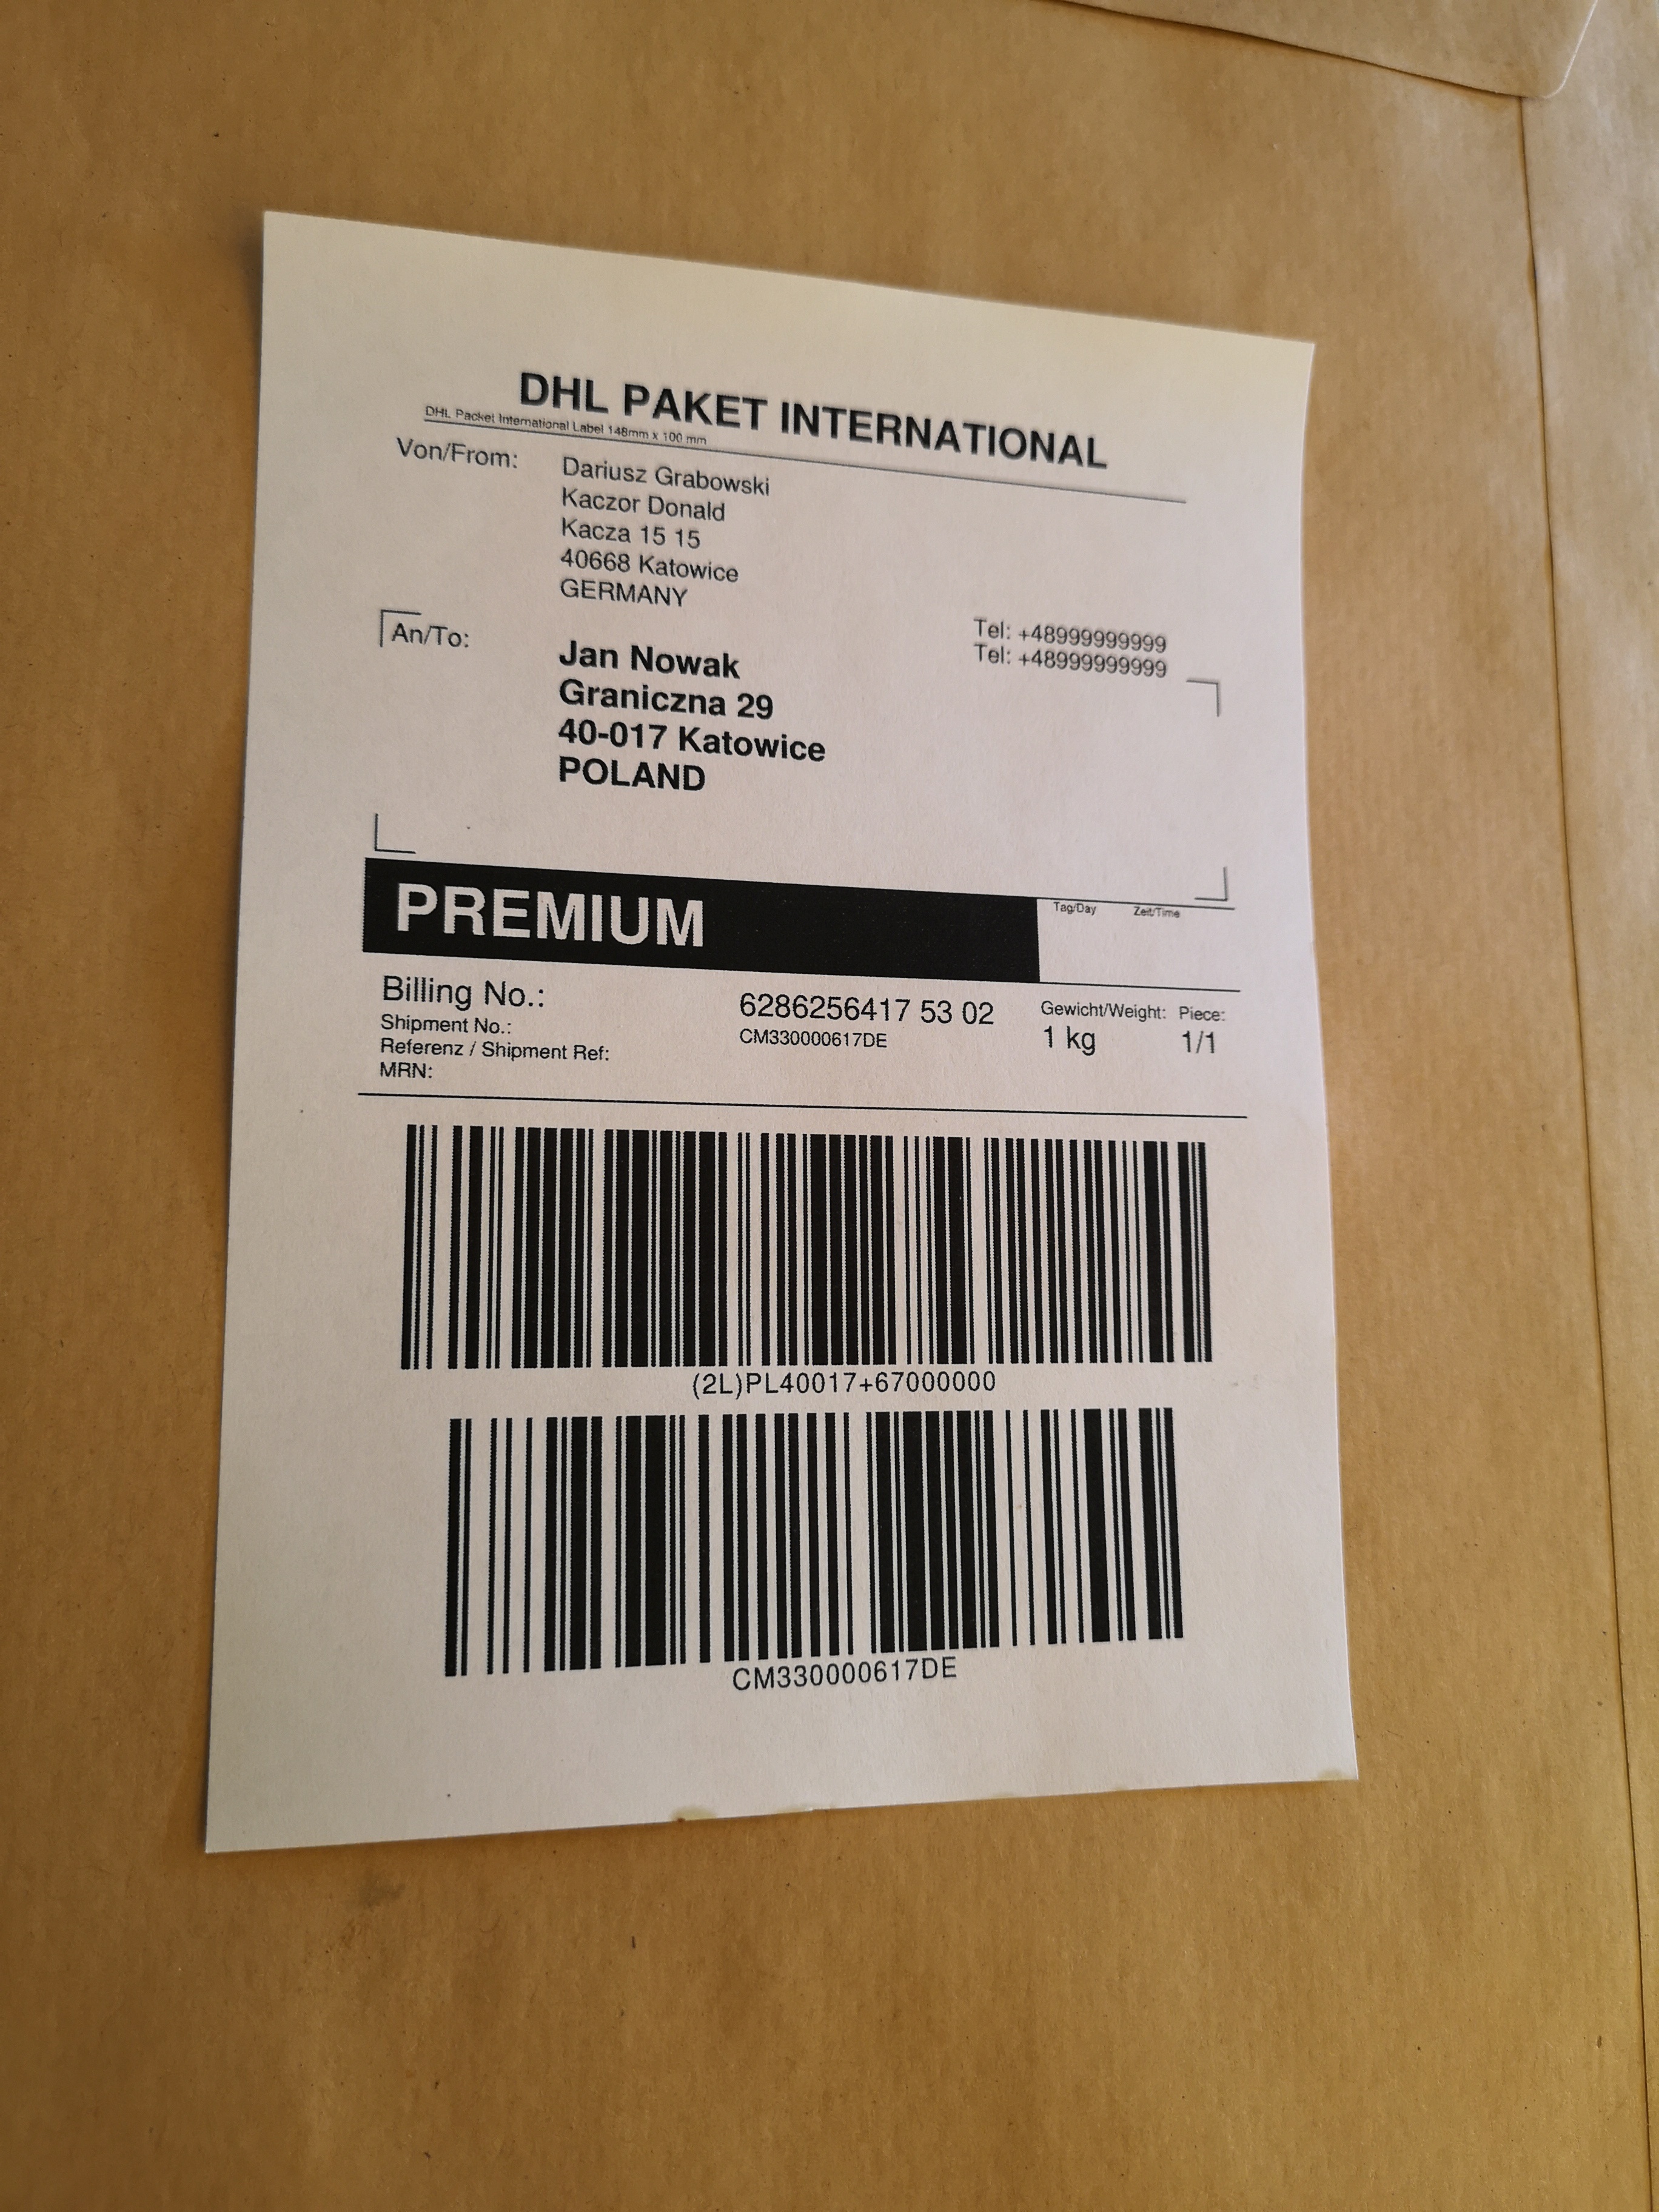 DHL PAKET INTERNATIONAL
DHL Packet International Label 148mm x 100 mm
Von/From:
Dariusz Grabowski
Kaczor Donald
Kacza 15 15
40668 Katowice
GERMANY
Tel: +48999999999
Tel: +48999999999
An/To:
Jan Nowak
Graniczna 29
40-017 Katowice
POLAND
PREMIUM
Tag/Day Zeit/Time
Billing No.: 6286256417 53 02
Shipment No.: CM330000617DE
Referenz / Shipment Ref:
MRN:
Gewicht/Weight: Piece:
1 kg 1/1
(2L)PL40017+67000000
CM330000617DE